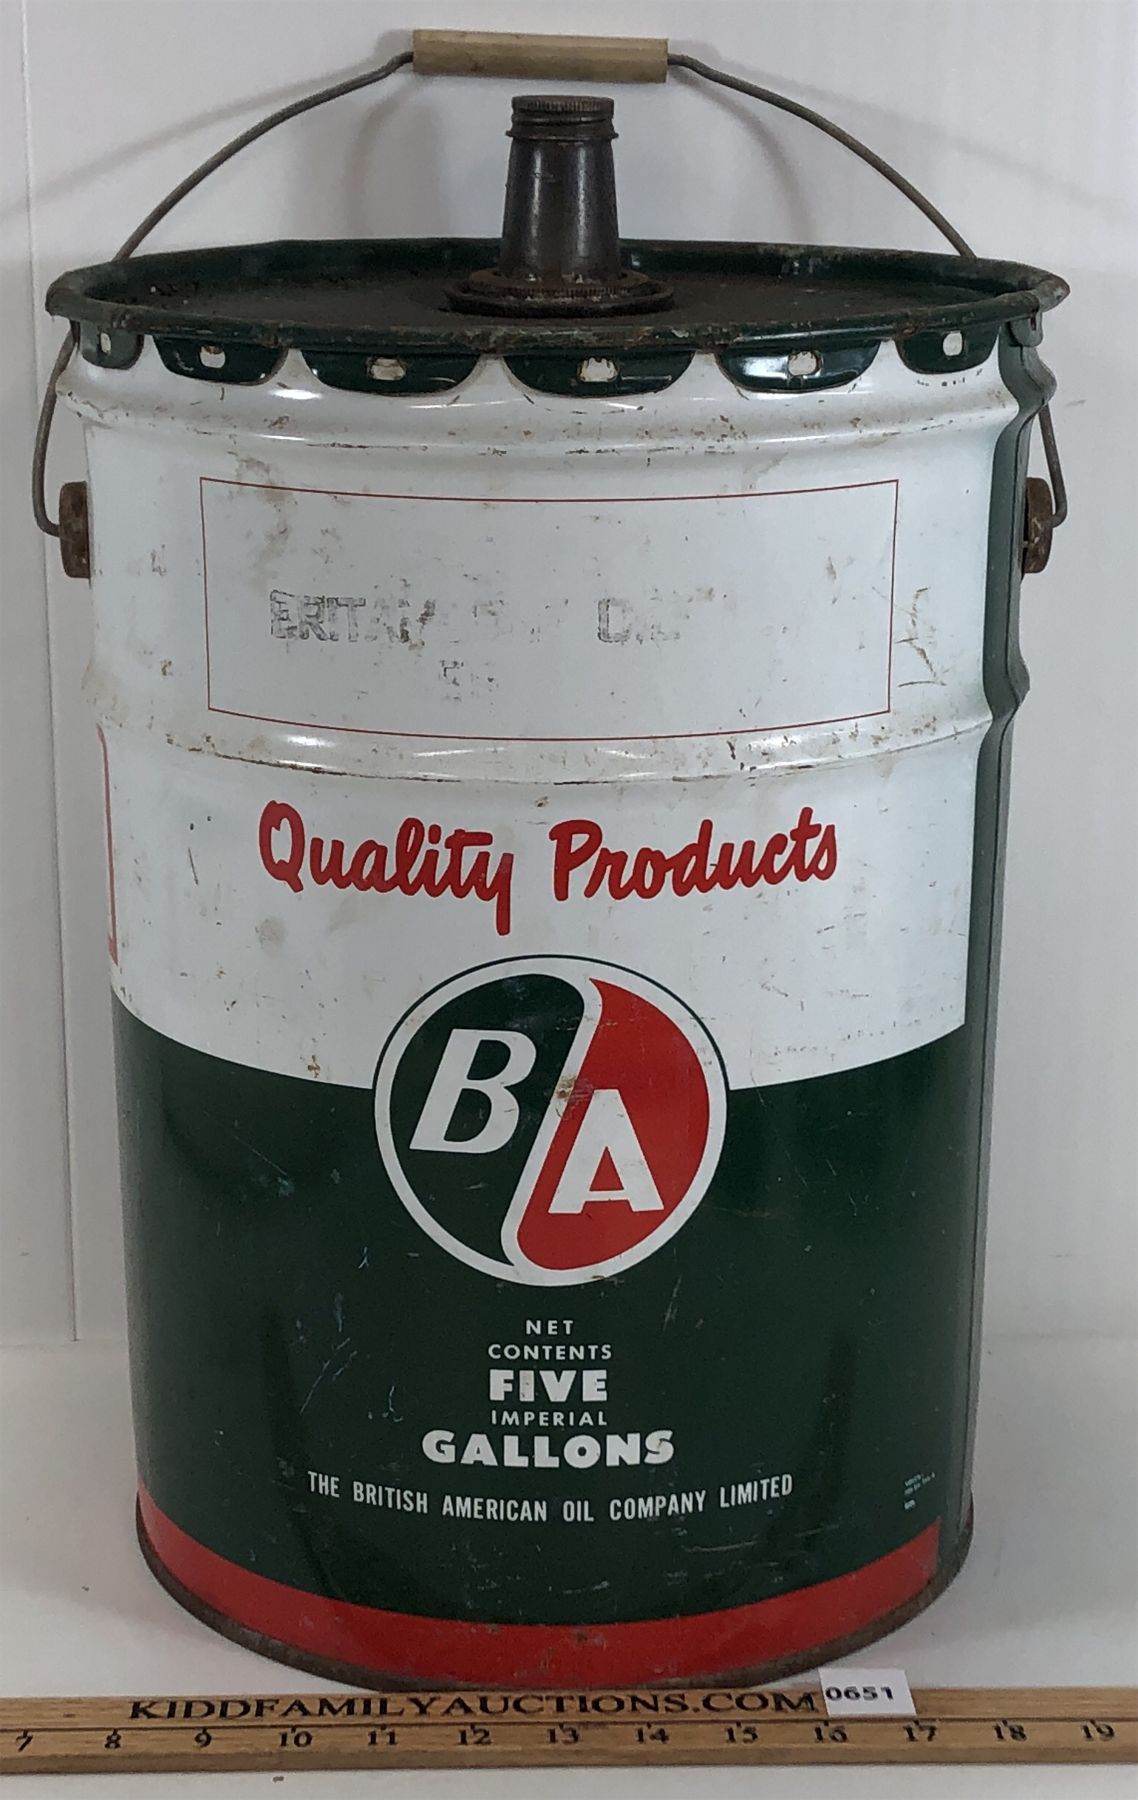 Quality Products
B A
NET
CONTENTS
FIVE
IMPERIAL
GALLONS
THE BRITISH AMERICAN OIL COMPANY LIMITED
KIDDFAMILYAUCTIONS.COM 0651
7 8 9 10 11 12 13 14 15 16 17 18 19